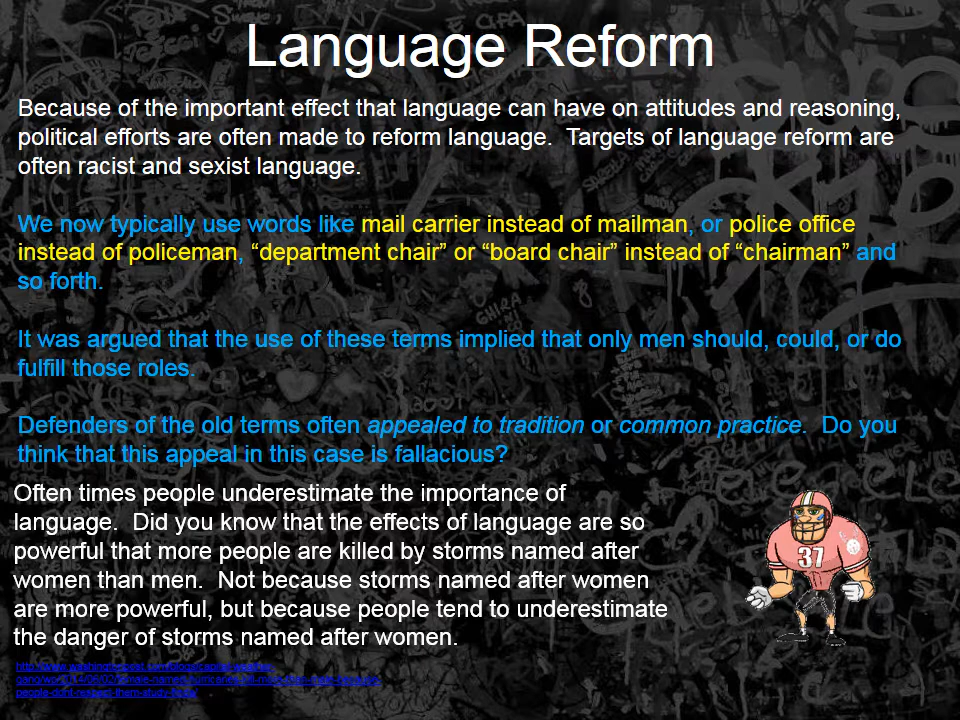 Language Reform
Because of the important effect that language can have on attitudes and reasoning,
political efforts are often made to reform language.  Targets of language reform are
often racist and sexist language.
We now typically use words like mail carrier instead of mailman, or police office
instead of policeman, “department chair” or “board chair” instead of “chairman” and
so forth.
It was argued that the use of these terms implied that only men should, could, or do
fulfill those roles.
Defenders of the old terms often appealed to tradition or common practice.  Do you
think that this appeal in this case is fallacious?
Often times people underestimate the importance of
language.  Did you know that the effects of language are so
powerful that more people are killed by storms named after
women than men.  Not because storms named after women
are more powerful, but because people tend to underestimate
the danger of storms named after women.
37